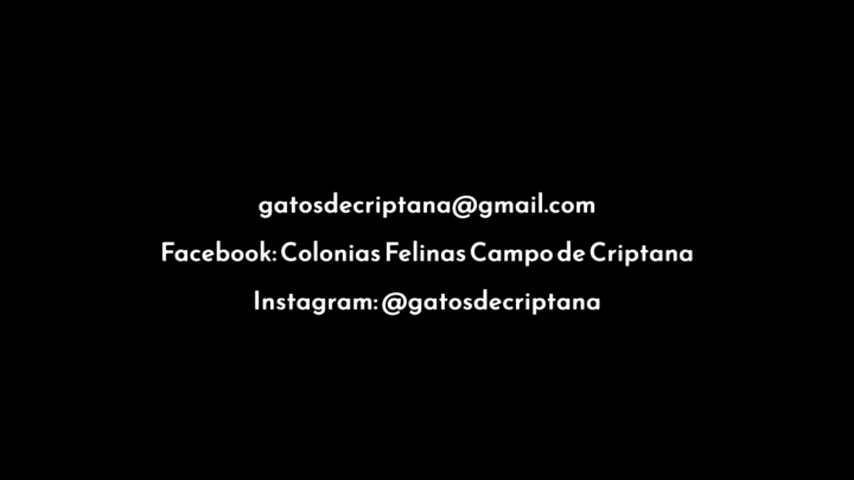 gatosdecriptana@gmail.com
Facebook: Colonias Felinas Campo de Criptana
Instagram: @gatosdecriptana